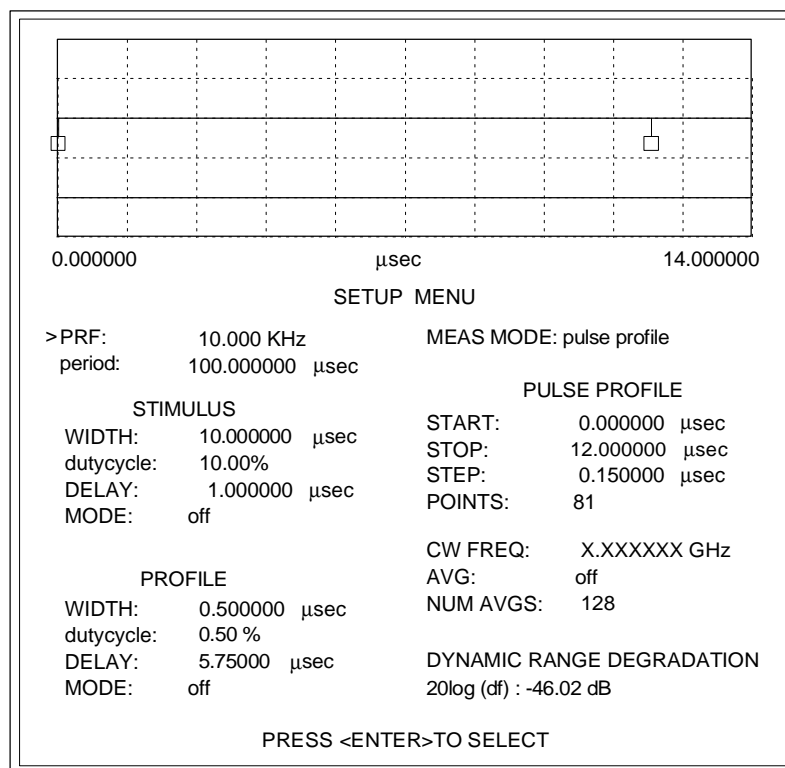 0.000000 μsec 14.000000
SETUP MENU
>PRF: 10.000 KHz
period: 100.000000 μsec
STIMULUS
WIDTH: 10.000000 μsec
dutycycle: 10.00%
DELAY: 1.000000 μsec
MODE: off
PROFILE
WIDTH: 0.500000 μsec
dutycycle: 0.50 %
DELAY: 5.75000 μsec
MODE: off
MEAS MODE: pulse profile
PULSE PROFILE
START: 0.000000 μsec
STOP: 12.000000 μsec
STEP: 0.150000 μsec
POINTS: 81
CW FREQ: X.XXXXXX GHz
AVG: off
NUM AVGS: 128
DYNAMIC RANGE DEGRADATION
20log (df) : -46.02 dB
PRESS <ENTER>TO SELECT